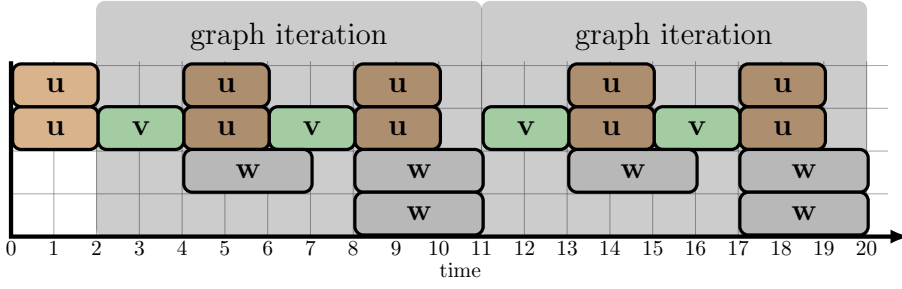 graph iteration graph iteration
u u u u u
u v u v u v u v u
w w w w
w w
0 1 2 3 4 5 6 7 8 9 10 11 12 13 14 15 16 17 18 19 20
time